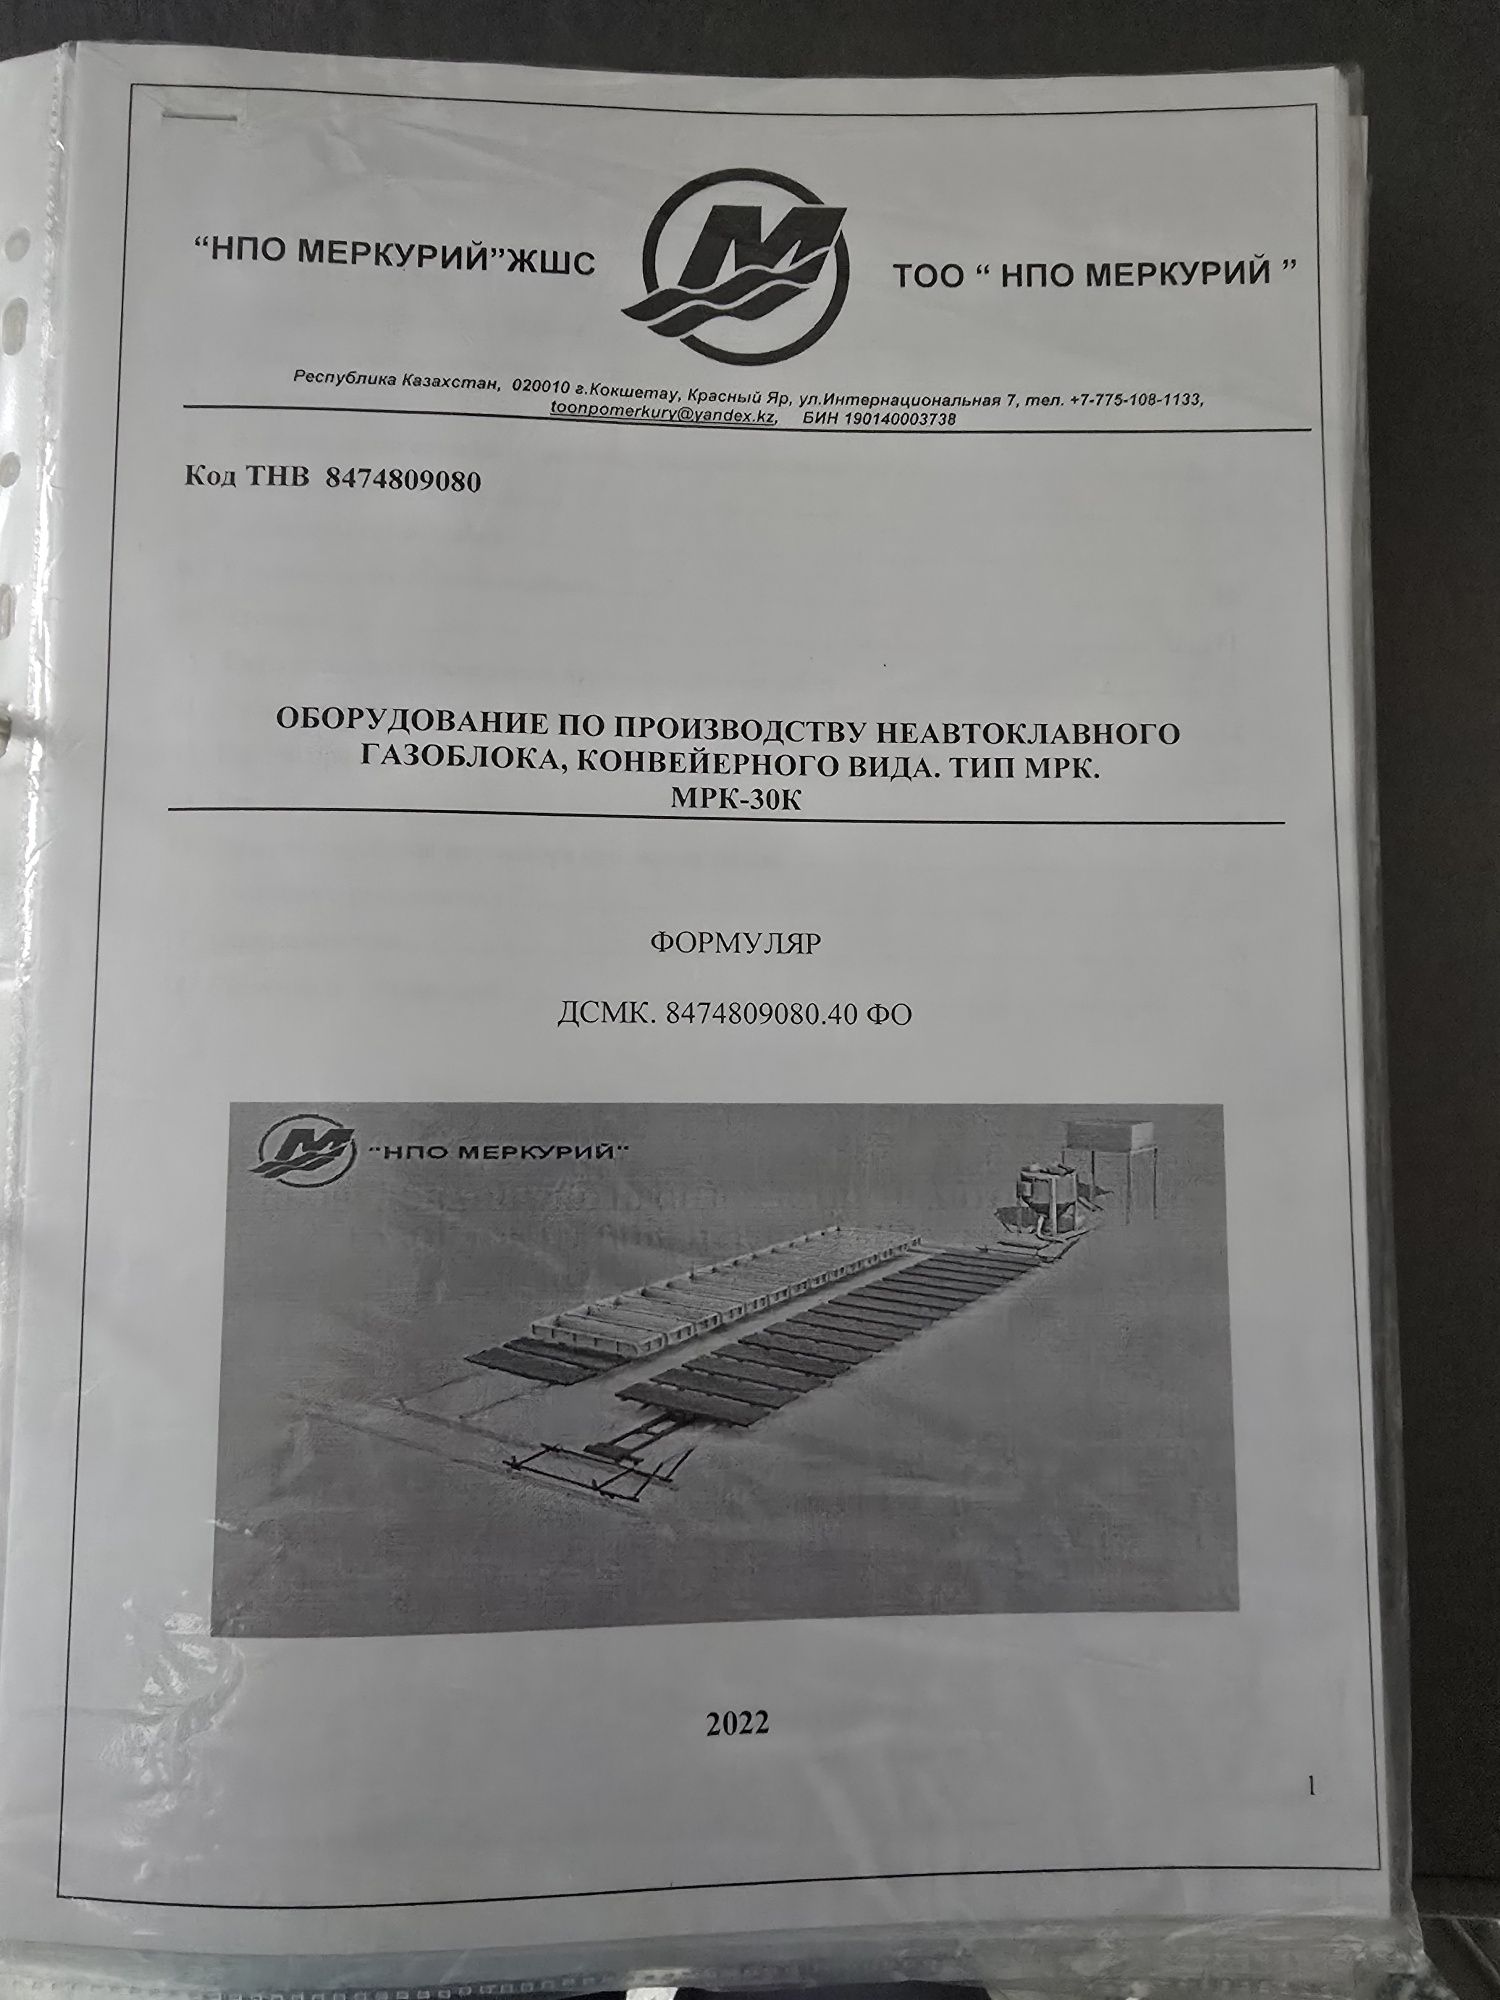 “НПО МЕРКУРИЙ”ЖШС
ТОО “ НПО МЕРКУРИЙ ”
Республика Казахстан, 020010 г.Кокшетау, Красный Яр, ул.Интернациональная 7, тел. +7-775-108-1133,
toonpomerkury@yandex.kz, БИН 190140003738
Код ТНВ 8474809080
ОБОРУДОВАНИЕ ПО ПРОИЗВОДСТВУ НЕАВТОКЛАВНОГО
ГАЗОБЛОКА, КОНВЕЙЕРНОГО ВИДА. ТИП МРК.
МРК-30К
ФОРМУЛЯР
ДСМК. 8474809080.40 ФО
"НПО МЕРКУРИЙ"
2022
1